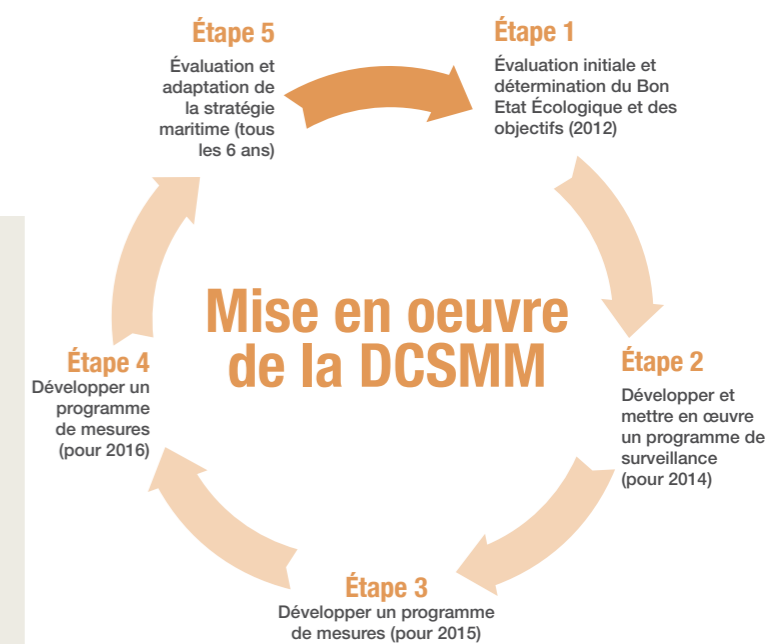 Mise en oeuvre
de la DCSMM
Étape 1
Évaluation initiale et
détermination du Bon
Etat Écologique et des
objectifs (2012)
Étape 2
Développer et
mettre en œuvre
un programme de
surveillance
(pour 2014)
Étape 3
Développer un programme
de mesures (pour 2015)
Étape 4
Développer un
programme
de mesures
(pour 2016)
Étape 5
Évaluation et
adaptation de
la stratégie
maritime (tous
les 6 ans)